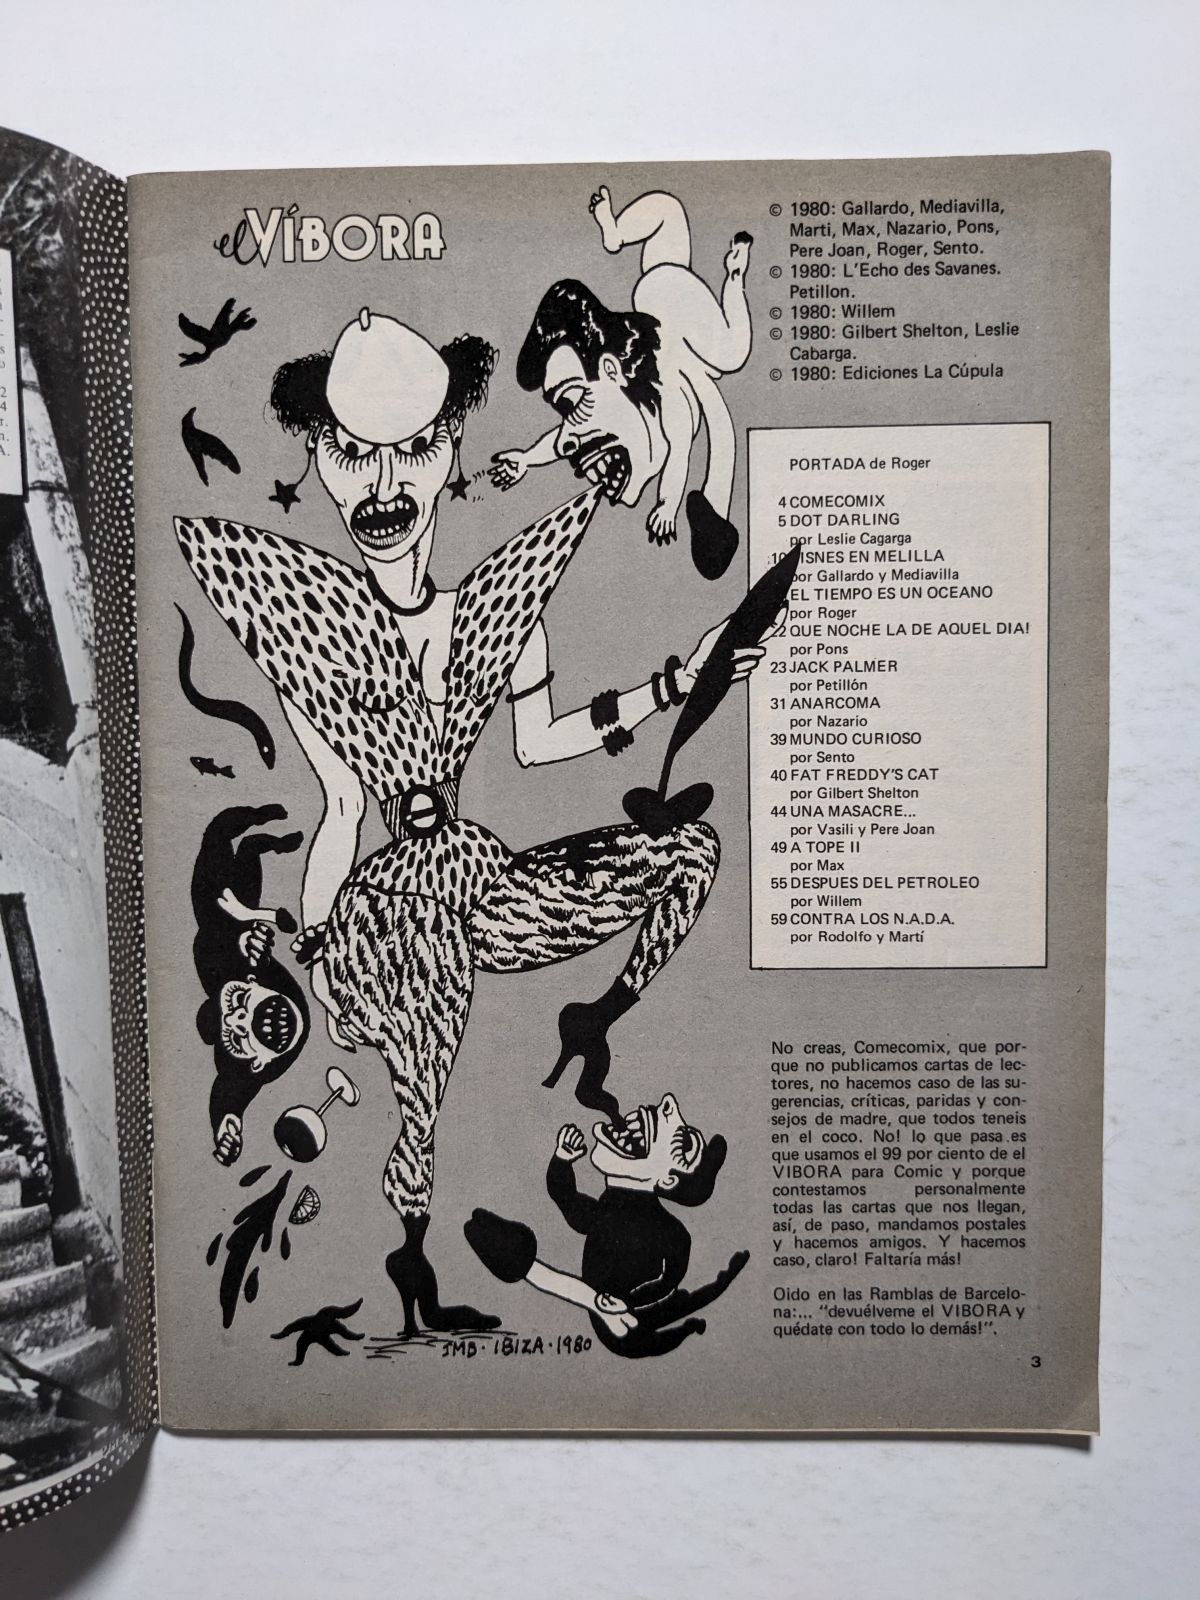 el VÍBORA
© 1980: Gallardo, Mediavilla,
Marti, Max, Nazario, Pons,
Pere Joan, Roger, Sento.
© 1980: L'Echo des Savanes.
Petillon.
© 1980: Willem
© 1980: Gilbert Shelton, Leslie
Cabarga.
© 1980: Ediciones La Cúpula
PORTADA de Roger
4 COMECOMIX
5 DOT DARLING
por Leslie Cagarga
10 ISNES EN MELILLA
por Gallardo y Mediavilla
EL TIEMPO ES UN OCEANO
por Roger
22 QUE NOCHE LA DE AQUEL DIA!
por Pons
23 JACK PALMER
por Petillón
31 ANARCOMA
por Nazario
39 MUNDO CURIOSO
por Sento
40 FAT FREDDY'S CAT
por Gilbert Shelton
44 UNA MASACRE...
por Vasili y Pere Joan
49 A TOPE II
por Max
55 DESPUES DEL PETROLEO
por Willem
59 CONTRA LOS N.A.D.A.
por Rodolfo y Martí
No creas, Comecomix, que por-
que no publicamos cartas de lec-
tores, no hacemos caso de las su-
gerencias, críticas, paridas y con-
sejos de madre, que todos teneis
en el coco. No! lo que pasa es
que usamos el 99 por ciento de el
VIBORA para Comic y porque
contestamos personalmente
todas las cartas que nos llegan,
así, de paso, mandamos postales
y hacemos amigos. Y hacemos
caso, claro! Faltaría más!
Oido en las Ramblas de Barcelo-
na:... "devuélveme el VIBORA y
quédate con todo lo demás!".
JMB · IBIZA · 1980
3